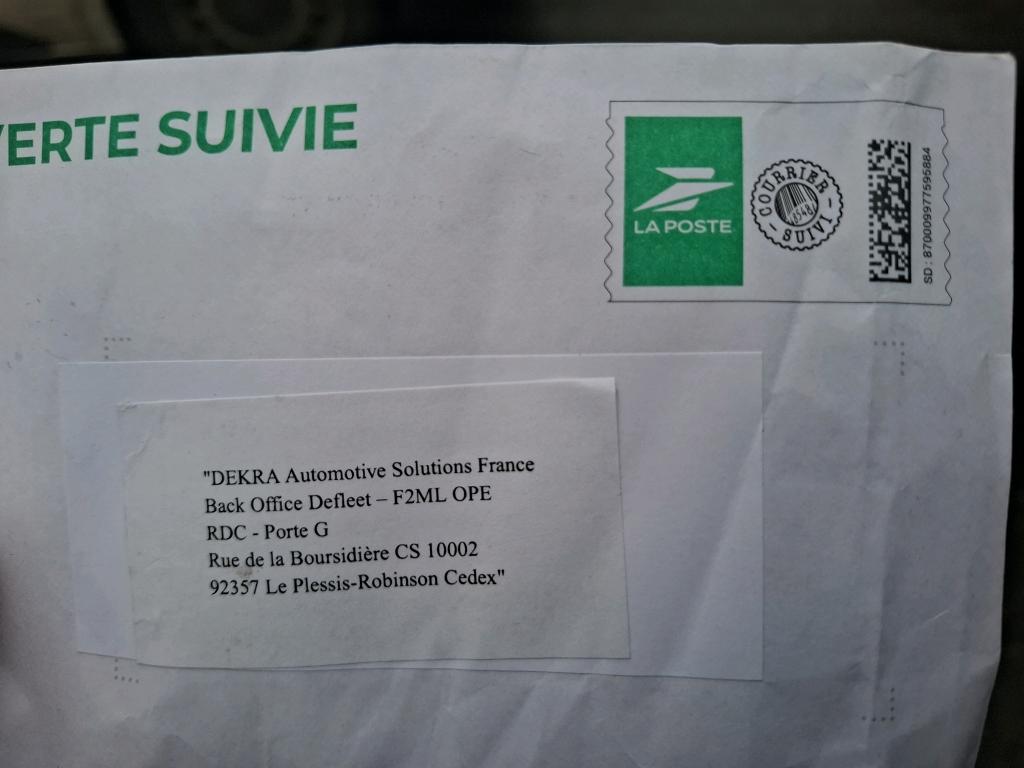 VERTE SUIVIE
LA POSTE
COURRIER
SUIVI
SD : 8700099977595884
"DEKRA Automotive Solutions France
Back Office Defleet – F2ML OPE
RDC - Porte G
Rue de la Boursidière CS 10002
92357 Le Plessis-Robinson Cedex"